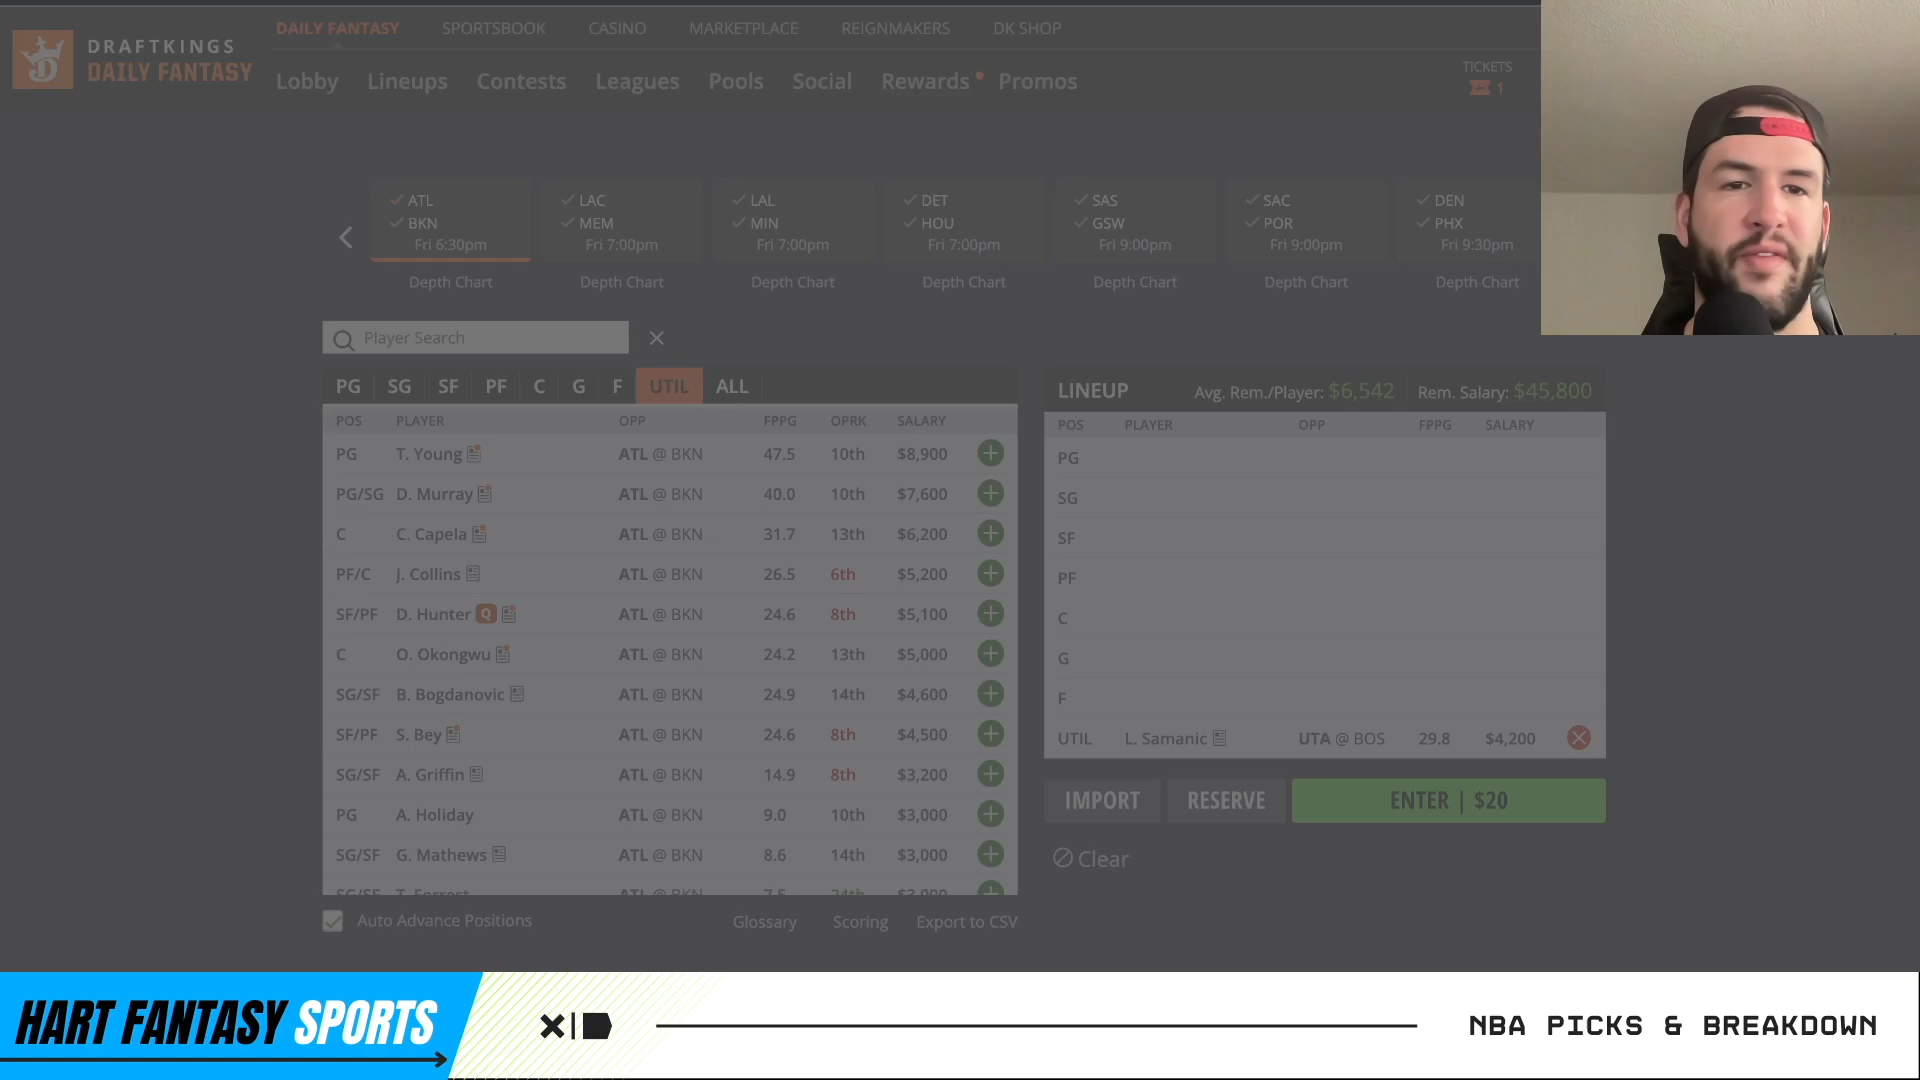 DAILY FANTASY SPORTSBOOK CASINO MARKETPLACE REIGNMAKERS DK SHOP
DRAFTKINGS
DAILY FANTASY
Lobby Lineups Contests Leagues Pools Social Rewards Promos
TICKETS
1
ATL LAC LAL DET SAS SAC DEN
BKN MEM MIN HOU GSW POR PHX
Fri 6:30pm Fri 7:00pm Fri 7:00pm Fri 7:00pm Fri 9:00pm Fri 9:00pm Fri 9:30pm
Depth Chart Depth Chart Depth Chart Depth Chart Depth Chart Depth Chart Depth Chart
Player Search
PG SG SF PF C G F UTIL ALL
POS PLAYER OPP FPPG OPRK SALARY
PG T. Young ATL @ BKN 47.5 10th $8,900
PG/SG D. Murray ATL @ BKN 40.0 10th $7,600
C C. Capela ATL @ BKN 31.7 13th $6,200
PF/C J. Collins ATL @ BKN 26.5 6th $5,200
SF/PF D. Hunter Q ATL @ BKN 24.6 8th $5,100
C O. Okongwu ATL @ BKN 24.2 13th $5,000
SG/SF B. Bogdanovic ATL @ BKN 24.9 14th $4,600
SF/PF S. Bey ATL @ BKN 24.6 8th $4,500
SG/SF A. Griffin ATL @ BKN 14.9 8th $3,200
PG A. Holiday ATL @ BKN 9.0 10th $3,000
SG/SF G. Mathews ATL @ BKN 8.6 14th $3,000
SG/SF T. Forrest ATL @ BKN 7.5 $3,000
Auto Advance Positions Glossary Scoring Export to CSV
LINEUP Avg. Rem./Player: $6,542 Rem. Salary: $45,800
POS PLAYER OPP FPPG SALARY
PG
SG
SF
PF
C
G
F
UTIL L. Samanic UTA @ BOS 29.8 $4,200
IMPORT RESERVE ENTER | $20
Clear
HART FANTASY SPORTS
NBA PICKS & BREAKDOWN